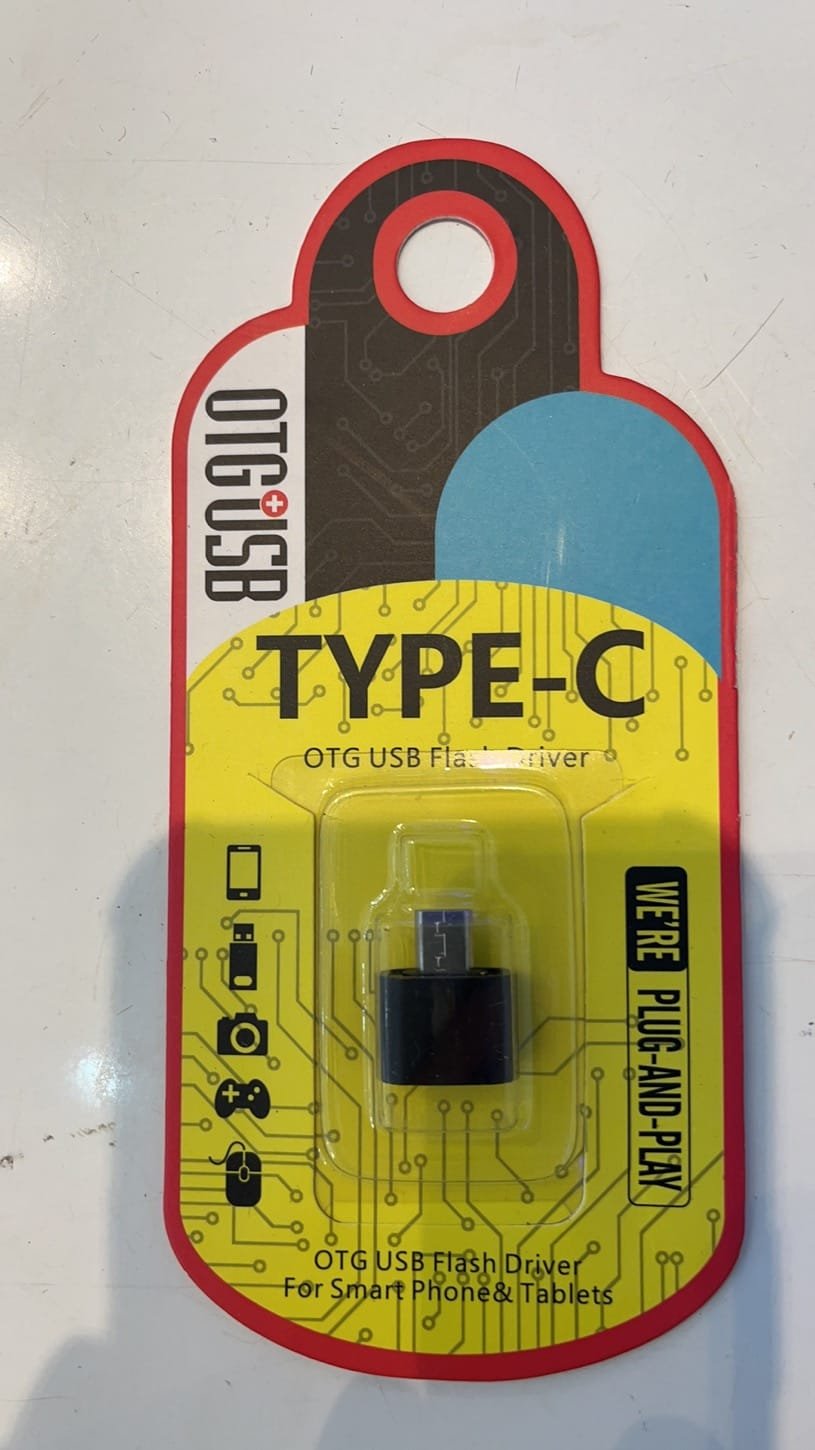 OTG USB
TYPE-C
OTG USB Flash Driver
WE'RE PLUG-AND-PLAY
OTG USB Flash Driver
For Smart Phone& Tablets